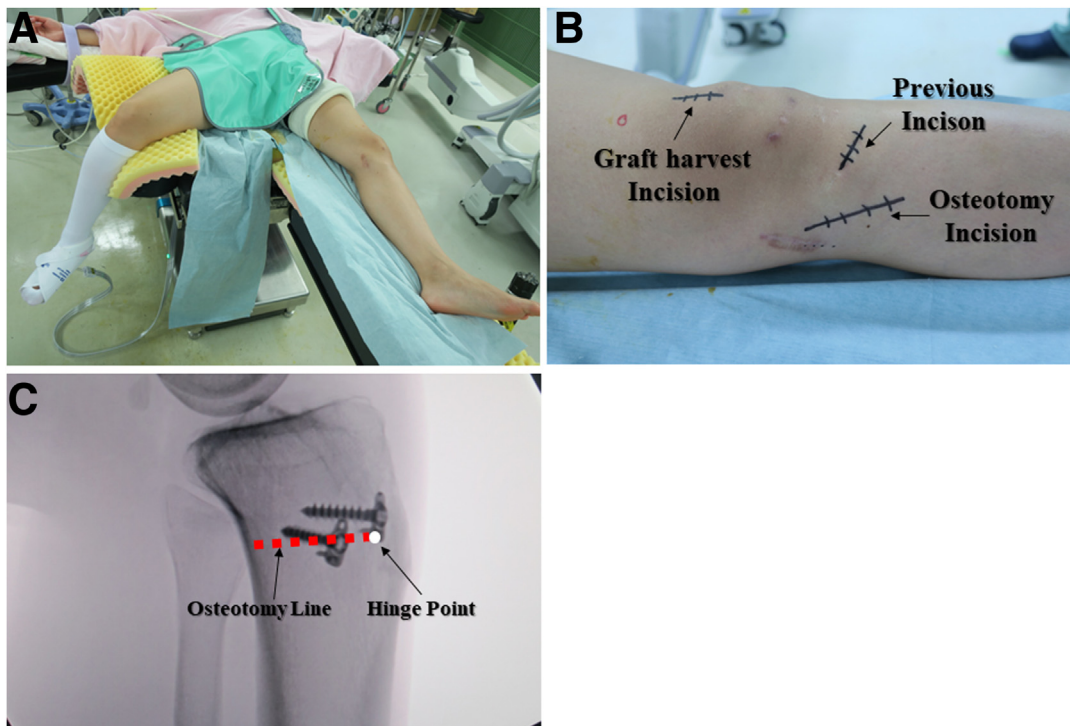 A
B
Previous
Incison
Graft harvest
Incision
Osteotomy
Incision
C
Osteotomy Line
Hinge Point